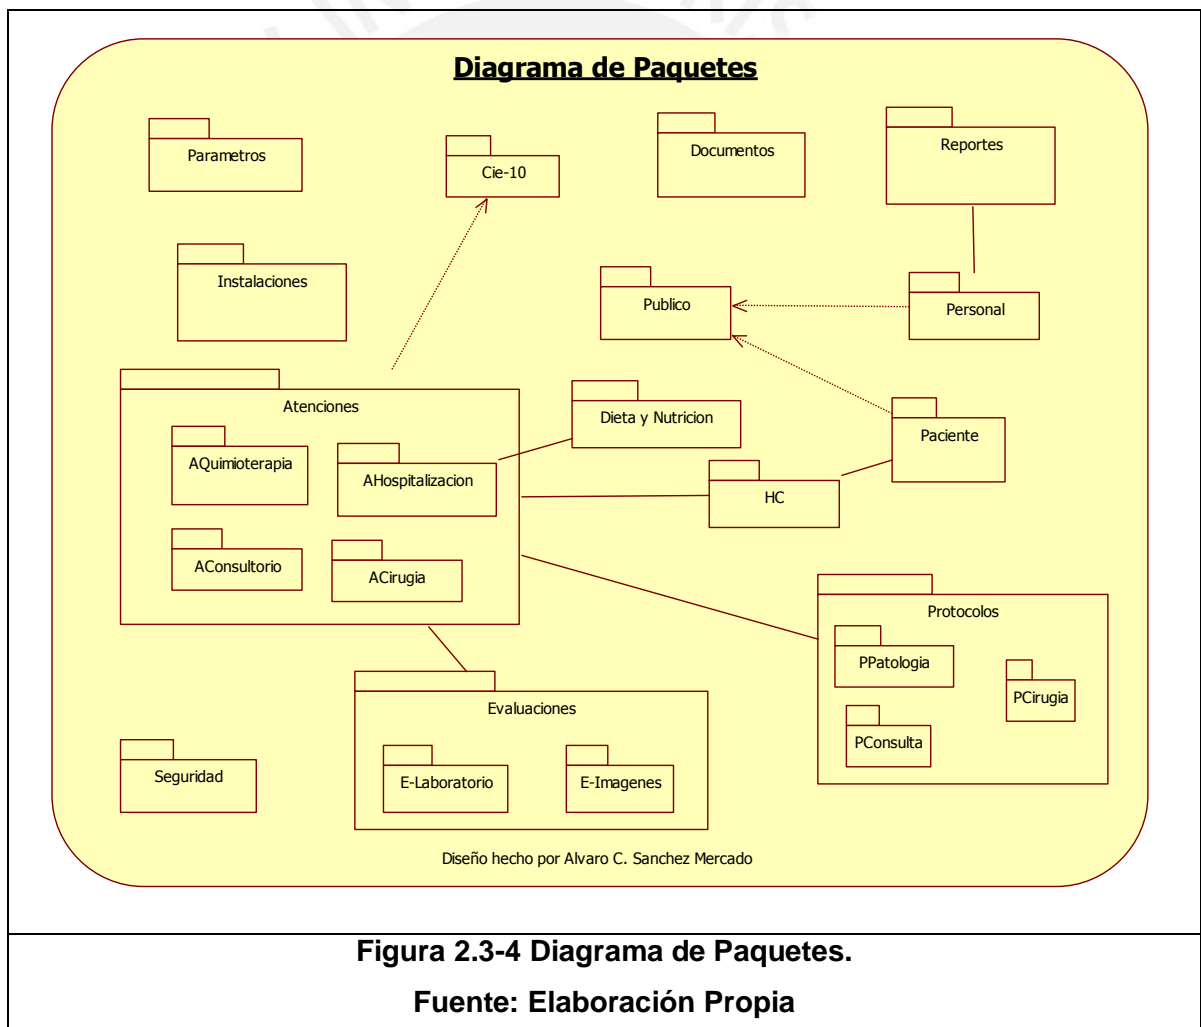 Diagrama de Paquetes
Parametros
Cie-10
Documentos
Reportes
Instalaciones
Publico
Personal
Atenciones
Dieta y Nutricion
Paciente
AQuimioterapia
AHospitalizacion
HC
AConsultorio
ACirugia
Protocolos
PPatologia
PCirugia
PConsulta
Evaluaciones
Seguridad
E-Laboratorio
E-Imagenes
Diseño hecho por Alvaro C. Sanchez Mercado
Figura 2.3-4 Diagrama de Paquetes.
Fuente: Elaboración Propia